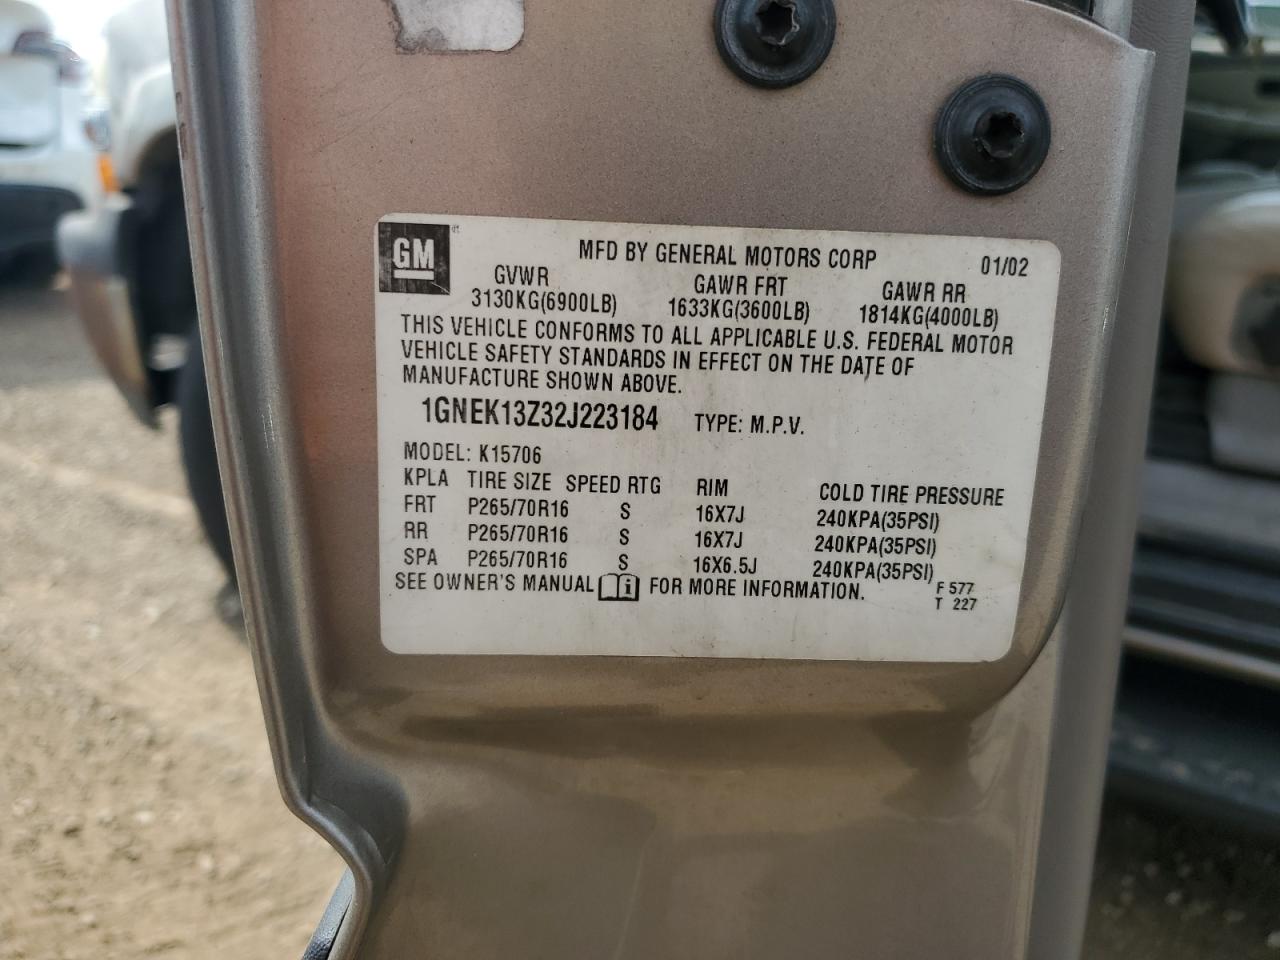 GM
MFD BY GENERAL MOTORS CORP 01/02
GVWR GAWR FRT GAWR RR
3130KG(6900LB) 1633KG(3600LB) 1814KG(4000LB)
THIS VEHICLE CONFORMS TO ALL APPLICABLE U.S. FEDERAL MOTOR
VEHICLE SAFETY STANDARDS IN EFFECT ON THE DATE OF
MANUFACTURE SHOWN ABOVE.
1GNEK13Z32J223184 TYPE: M.P.V.
MODEL: K15706
KPLA TIRE SIZE SPEED RTG RIM COLD TIRE PRESSURE
FRT P265/70R16 S 16X7J 240KPA(35PSI)
RR P265/70R16 S 16X7J 240KPA(35PSI)
SPA P265/70R16 S 16X6.5J 240KPA(35PSI)
SEE OWNER'S MANUAL FOR MORE INFORMATION.
F 577
T 227